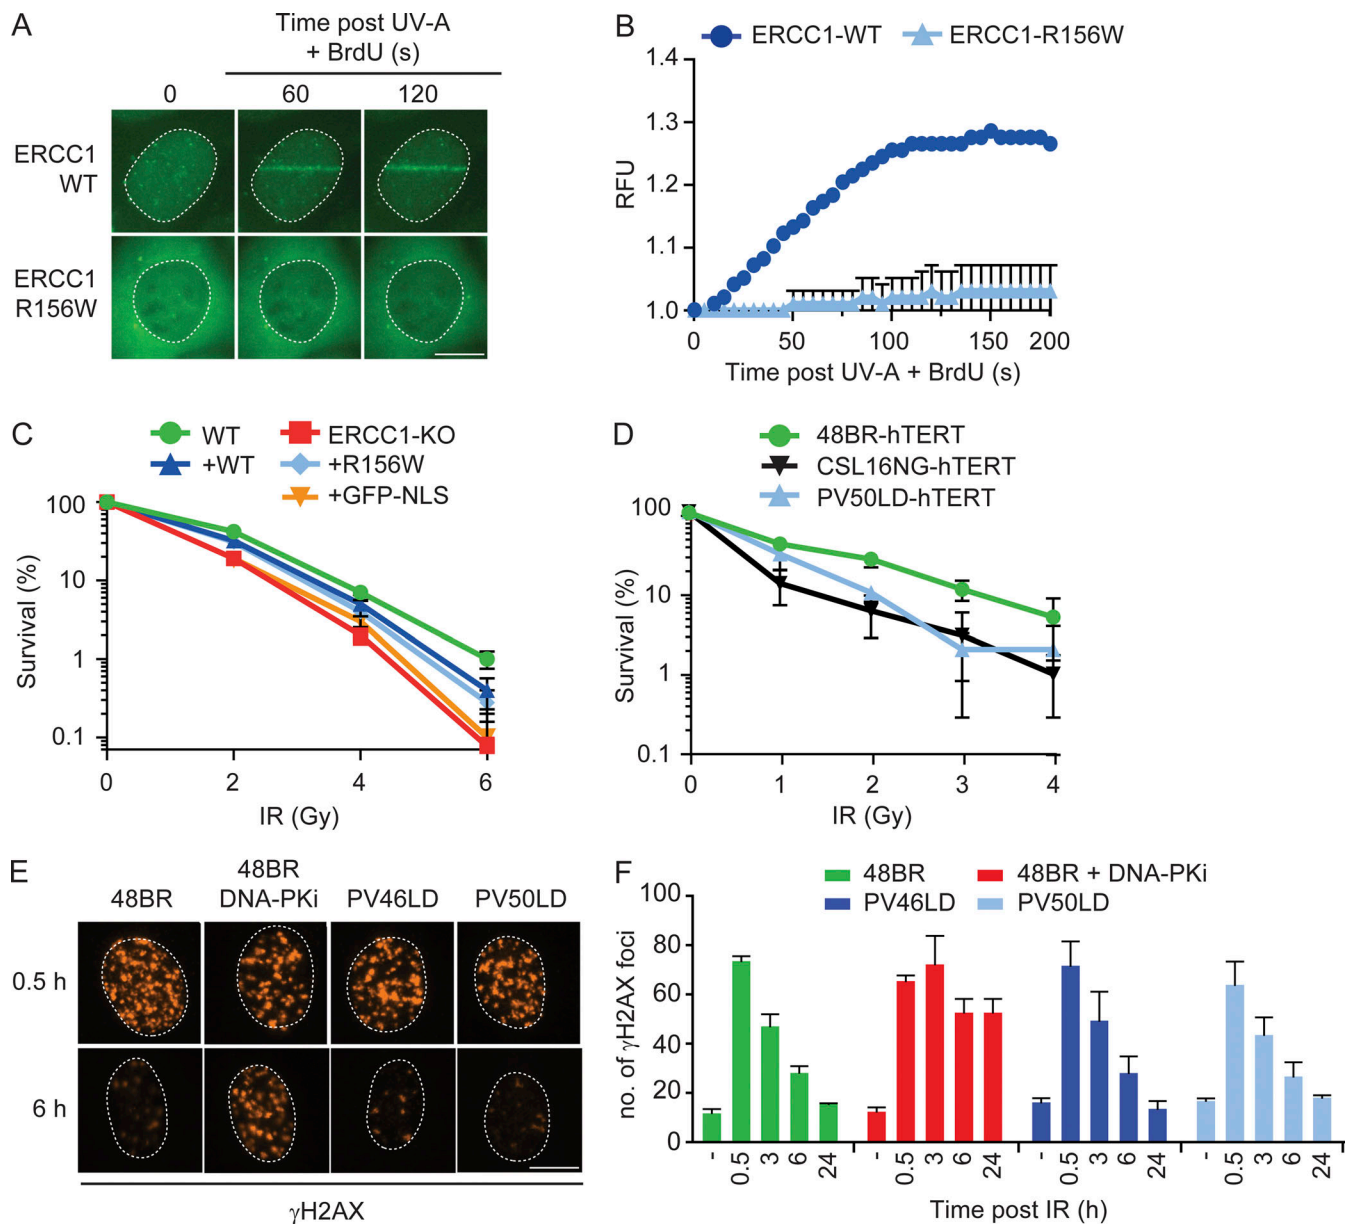 A
Time post UV-A
+ BrdU (s)
0 60 120
ERCC1
WT
ERCC1
R156W
B
ERCC1-WT ERCC1-R156W
1.4
1.3
1.2
1.1
1.0
RFU
0 50 100 150 200
Time post UV-A + BrdU (s)
C
WT ERCC1-KO
+WT +R156W
+GFP-NLS
100
10
1
0.1
Survival (%)
0 2 4 6
IR (Gy)
D
48BR-hTERT
CSL16NG-hTERT
PV50LD-hTERT
100
10
1
0.1
Survival (%)
0 1 2 3 4
IR (Gy)
E
48BR
48BR
DNA-PKi
PV46LD
PV50LD
0.5 h
6 h
γH2AX
F
48BR 48BR + DNA-PKi
PV46LD PV50LD
100
80
60
40
20
0
no. of γH2AX foci
- 0.5 3 6 24 - 0.5 3 6 24 - 0.5 3 6 24 - 0.5 3 6 24
Time post IR (h)